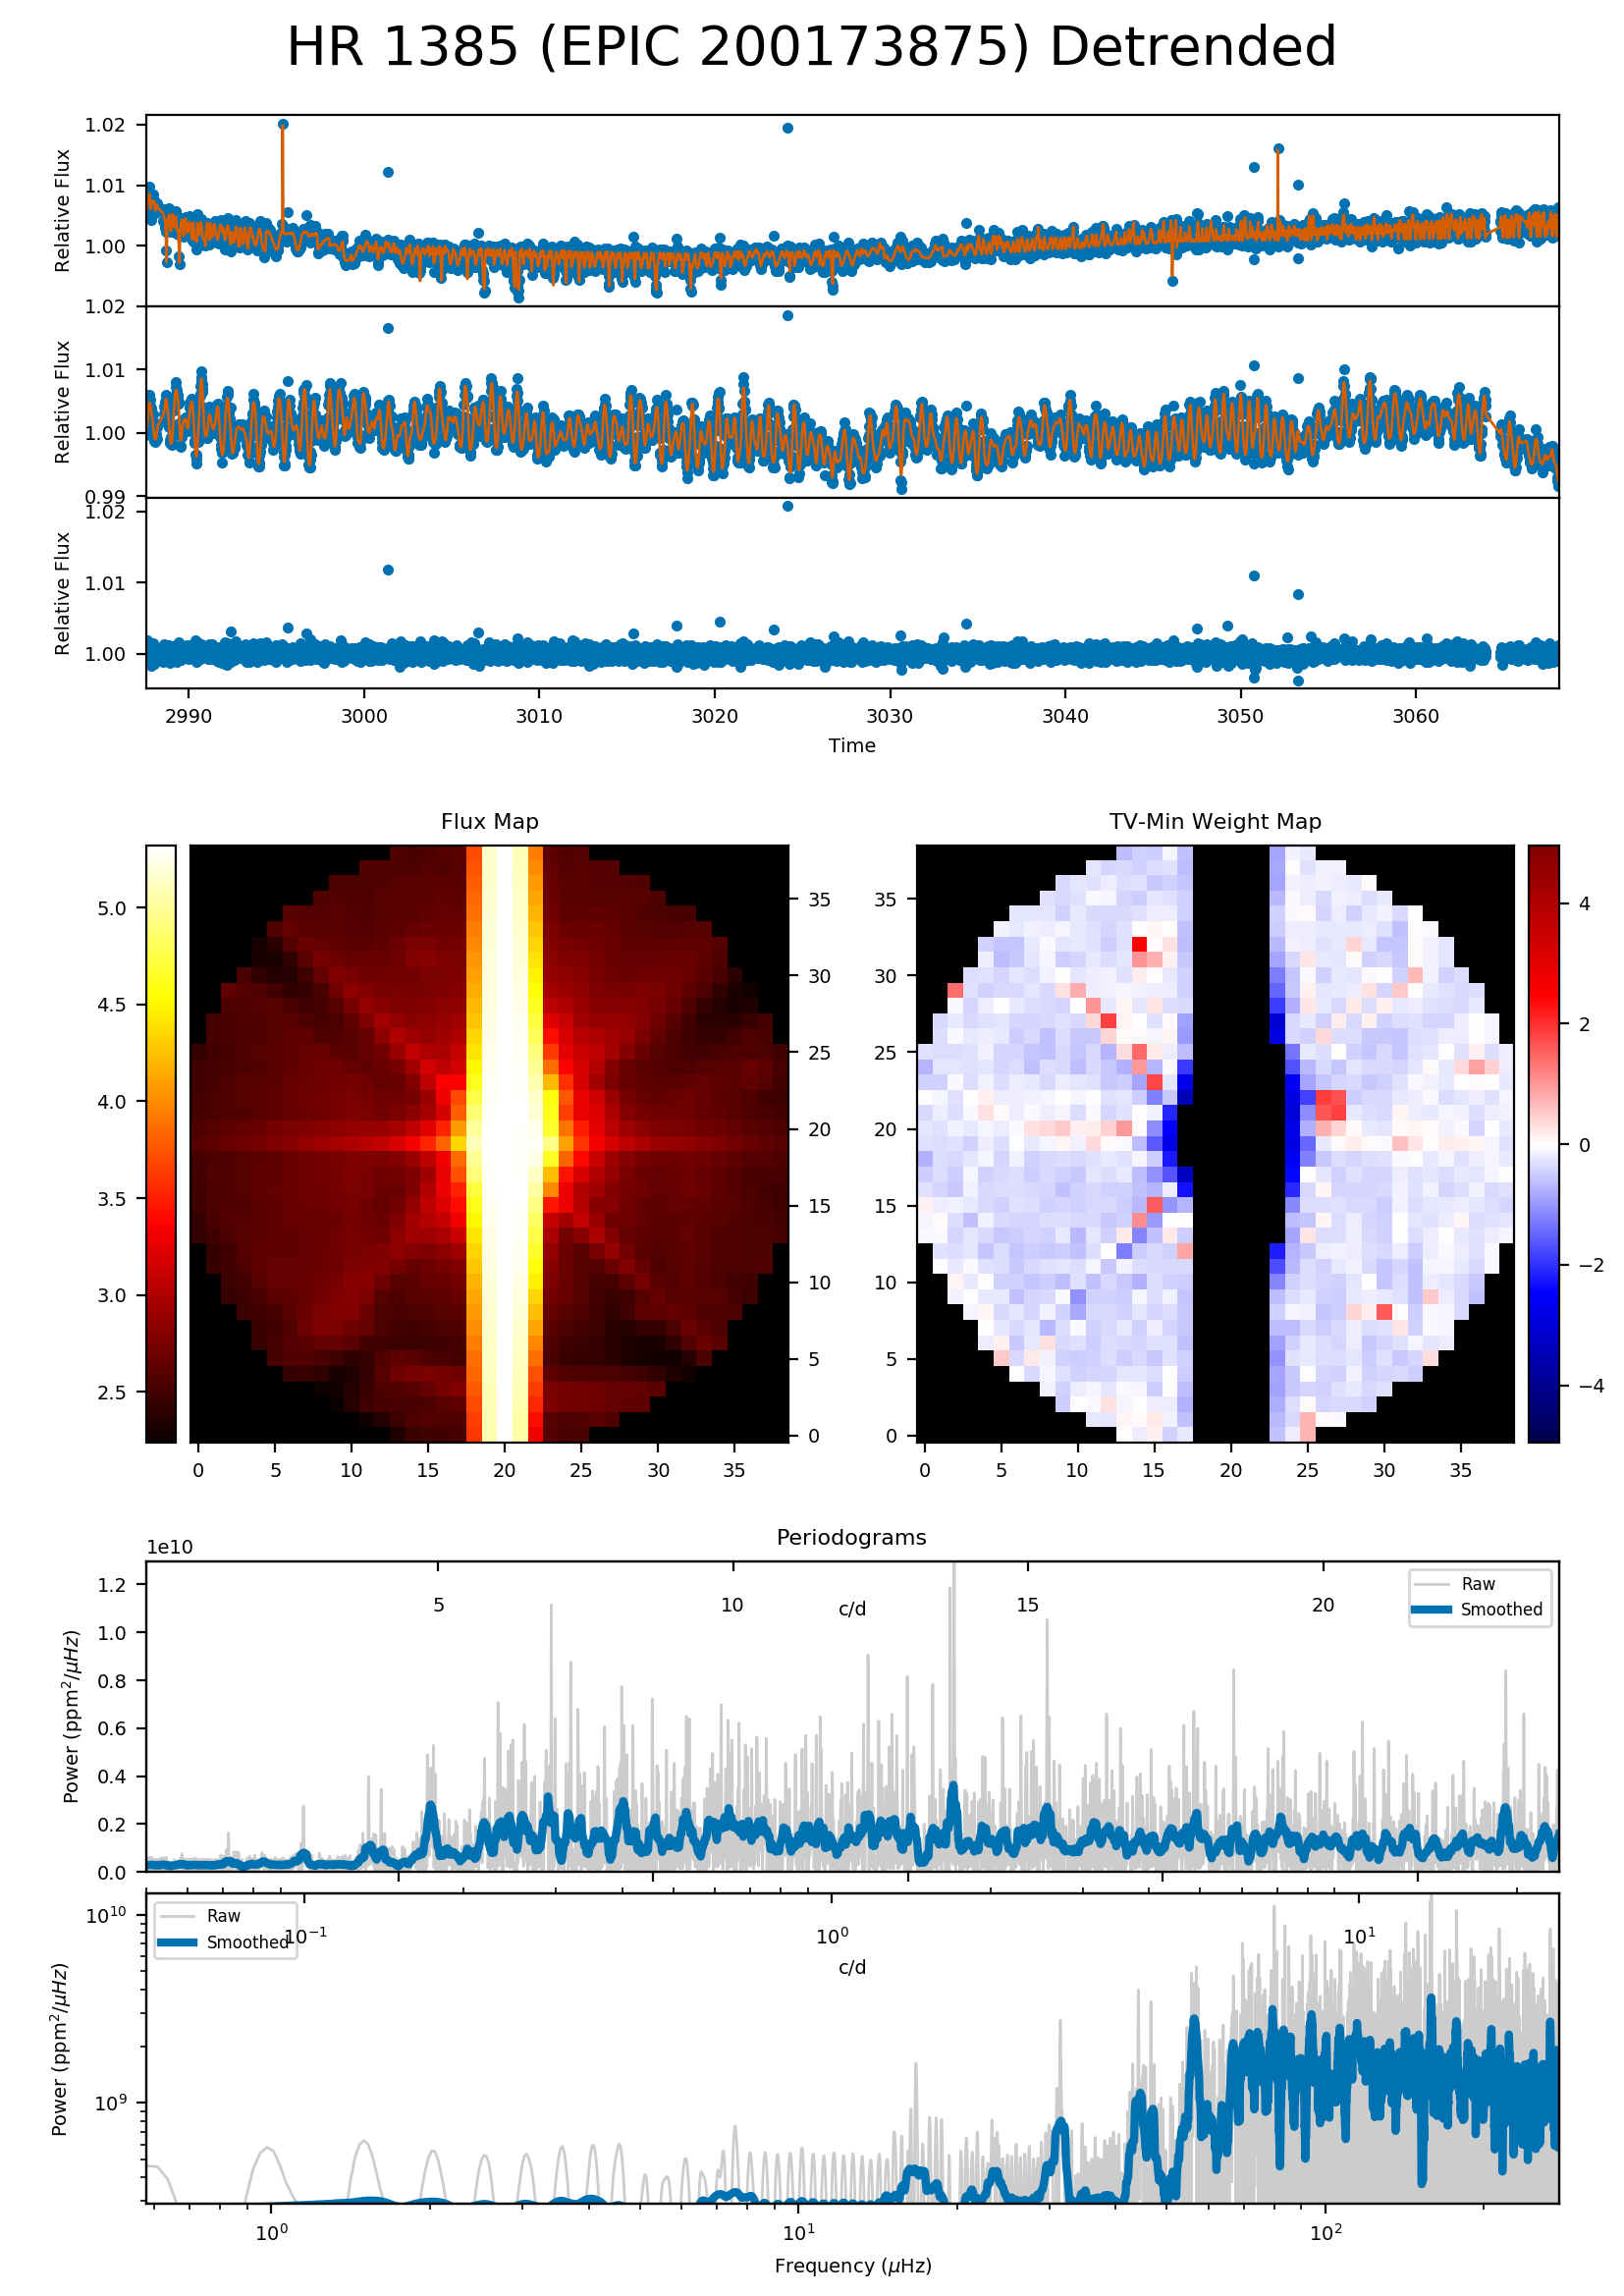 HR 1385 (EPIC 200173875) Detrended
1.02
1.01
1.00
Relative Flux
1.02
1.01
1.00
0.99
Relative Flux
1.02
1.01
1.00
Relative Flux
2990 3000 3010 3020 3030 3040 3050 3060
Time
Flux Map
5.0
4.5
4.0
3.5
3.0
2.5
35
30
25
20
15
10
5
0
0 5 10 15 20 25 30 35
TV-Min Weight Map
35
30
25
20
15
10
5
0
0 5 10 15 20 25 30 35
4
2
0
−2
−4
Periodograms
1e10
1.2
1.0
0.8
0.6
0.4
0.2
0.0
Power (ppm²/μHz)
5 10 15 20
c/d
Raw
Smoothed
10¹⁰
10⁹
Power (ppm²/μHz)
Raw
Smoothed
10⁻¹ 10⁰ 10¹
c/d
10⁰ 10¹ 10²
Frequency (μHz)